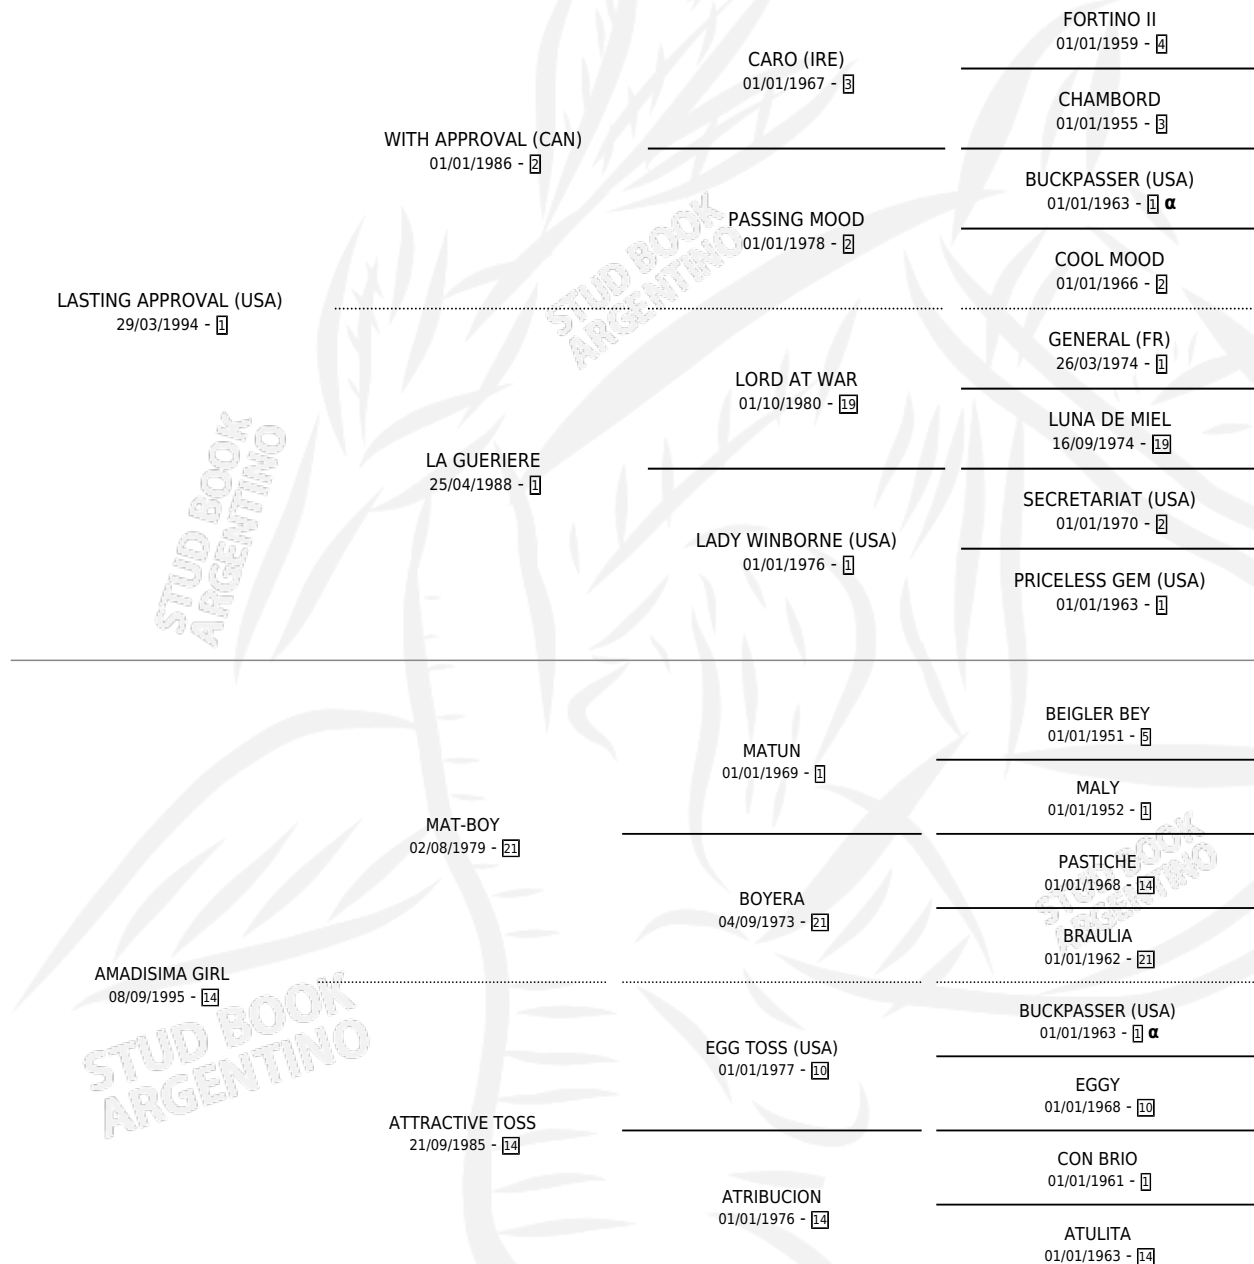 FORTINO II
01/01/1959 - 4
CARO (IRE)
01/01/1967 - 3
CHAMBORD
01/01/1955 - 3
WITH APPROVAL (CAN)
01/01/1986 - 2
BUCKPASSER (USA)
01/01/1963 - 1 α
PASSING MOOD
01/01/1978 - 2
COOL MOOD
01/01/1966 - 2
LASTING APPROVAL (USA)
29/03/1994 - 1
GENERAL (FR)
26/03/1974 - 1
LORD AT WAR
01/10/1980 - 19
LUNA DE MIEL
16/09/1974 - 19
LA GUERIERE
25/04/1988 - 1
SECRETARIAT (USA)
01/01/1970 - 2
LADY WINBORNE (USA)
01/01/1976 - 1
PRICELESS GEM (USA)
01/01/1963 - 1
BEIGLER BEY
01/01/1951 - 5
MATUN
01/01/1969 - 1
MALY
01/01/1952 - 1
MAT-BOY
02/08/1979 - 21
PASTICHE
01/01/1968 - 14
BOYERA
04/09/1973 - 21
BRAULIA
01/01/1962 - 21
AMADISIMA GIRL
08/09/1995 - 14
BUCKPASSER (USA)
01/01/1963 - 1 α
EGG TOSS (USA)
01/01/1977 - 10
EGGY
01/01/1968 - 10
ATTRACTIVE TOSS
21/09/1985 - 14
CON BRIO
01/01/1961 - 1
ATRIBUCION
01/01/1976 - 14
ATULITA
01/01/1963 - 14
STUD BOOK
ARGENTINO
STUD BOOK
ARGENTINO
STUD BOOK
ARGENTINO
STUD BOOK
ARGENTINO